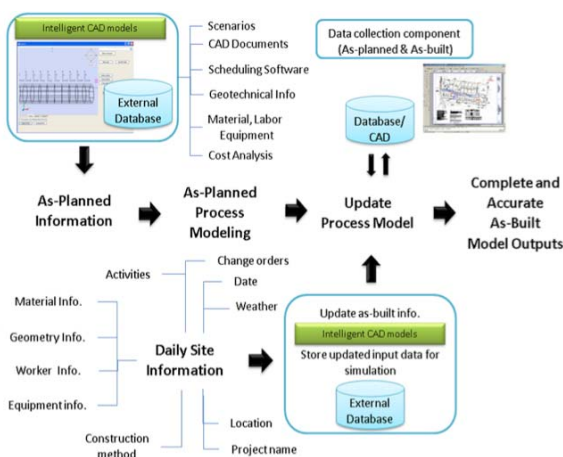 Intelligent CAD models
External
Database
Scenarios
CAD Documents
Scheduling Software
Geotechnical Info
Material, Labor
Equipment
Cost Analysis
Data collection component
(As-planned & As-built)
Database/
CAD
As-Planned
Information
As-Planned
Process
Modeling
Update
Process Model
Complete and
Accurate
As-Built
Model Outputs
Activities
Change orders
Date
Weather
Material Info.
Geometry Info.
Worker Info.
Equipment info.
Daily Site
Information
Construction
method
Location
Project name
Update as-built info.
Intelligent CAD models
Store updated input data for
simulation
External
Database